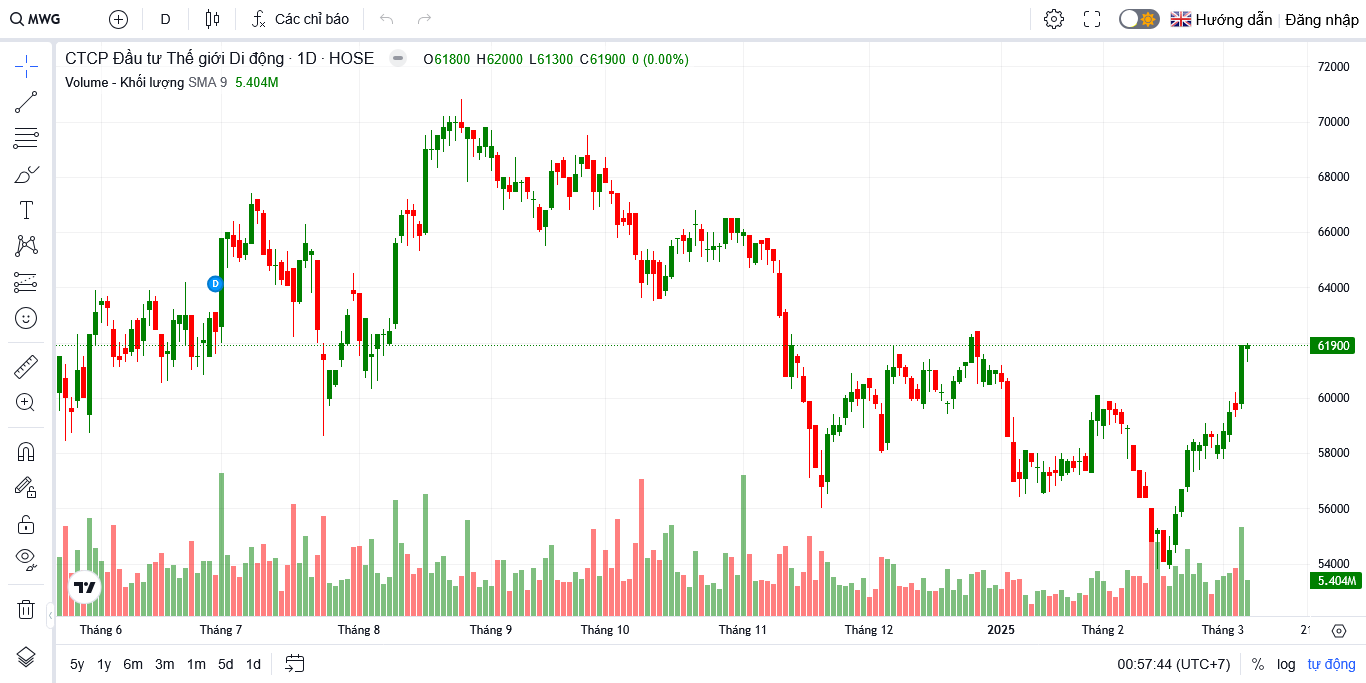 MWG D Các chỉ báo Hướng dẫn Đăng nhập
CTCP Đầu tư Thế giới Di động · 1D · HOSE O61800 H62000 L61300 C61900 0 (0.00%)
Volume - Khối lượng SMA 9 5.404M
72000
70000
68000
66000
64000
61900
60000
58000
56000
54000
5.404M
D
Tháng 6 Tháng 7 Tháng 8 Tháng 9 Tháng 10 Tháng 11 Tháng 12 2025 Tháng 2 Tháng 3
5y 1y 6m 3m 1m 5d 1d 00:57:44 (UTC+7) % log tự động